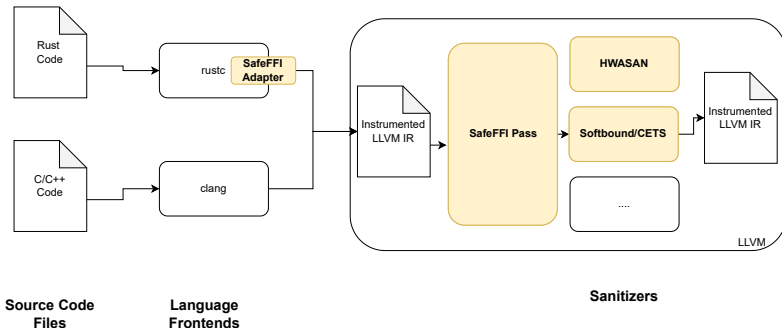 Rust
Code
rustc
SafeFFI
Adapter
C/C++
Code
clang
Instrumented
LLVM IR
SafeFFI Pass
HWASAN
Softbound/CETS
....
Instrumented
LLVM IR
LLVM
Source Code
Files
Language
Frontends
Sanitizers